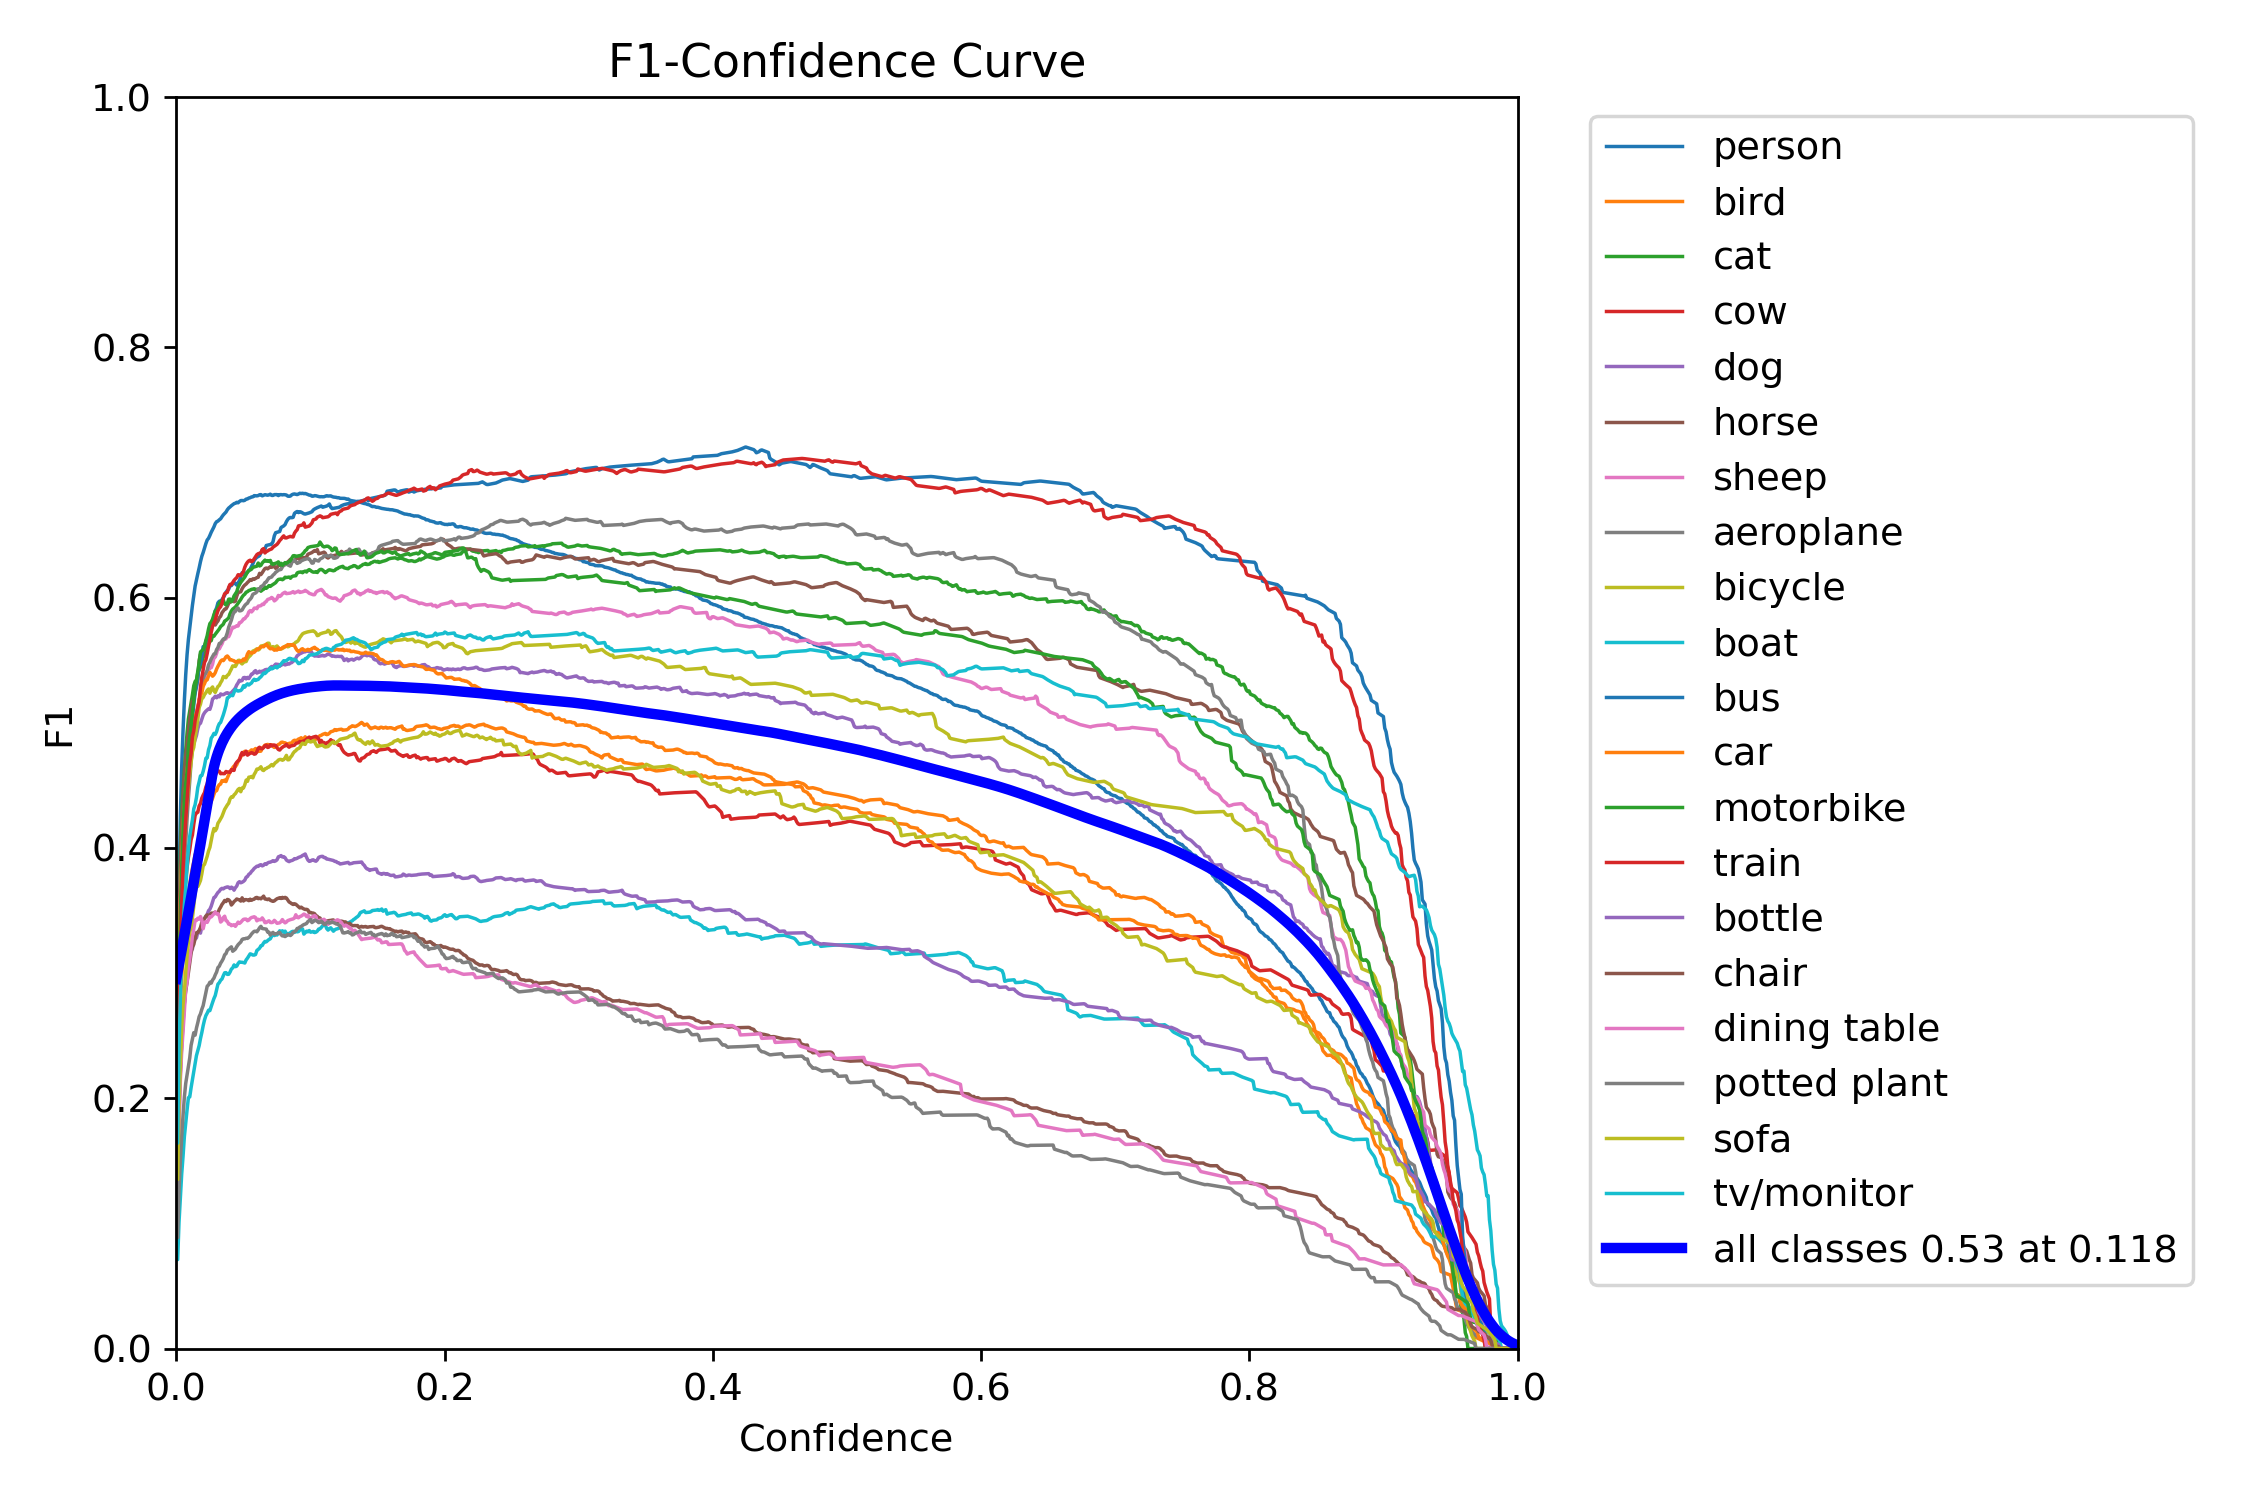 F1-Confidence Curve
1.0
0.8
0.6
0.4
0.2
0.0
F1
0.0 0.2 0.4 0.6 0.8 1.0
Confidence
person
bird
cat
cow
dog
horse
sheep
aeroplane
bicycle
boat
bus
car
motorbike
train
bottle
chair
dining table
potted plant
sofa
tv/monitor
all classes 0.53 at 0.118